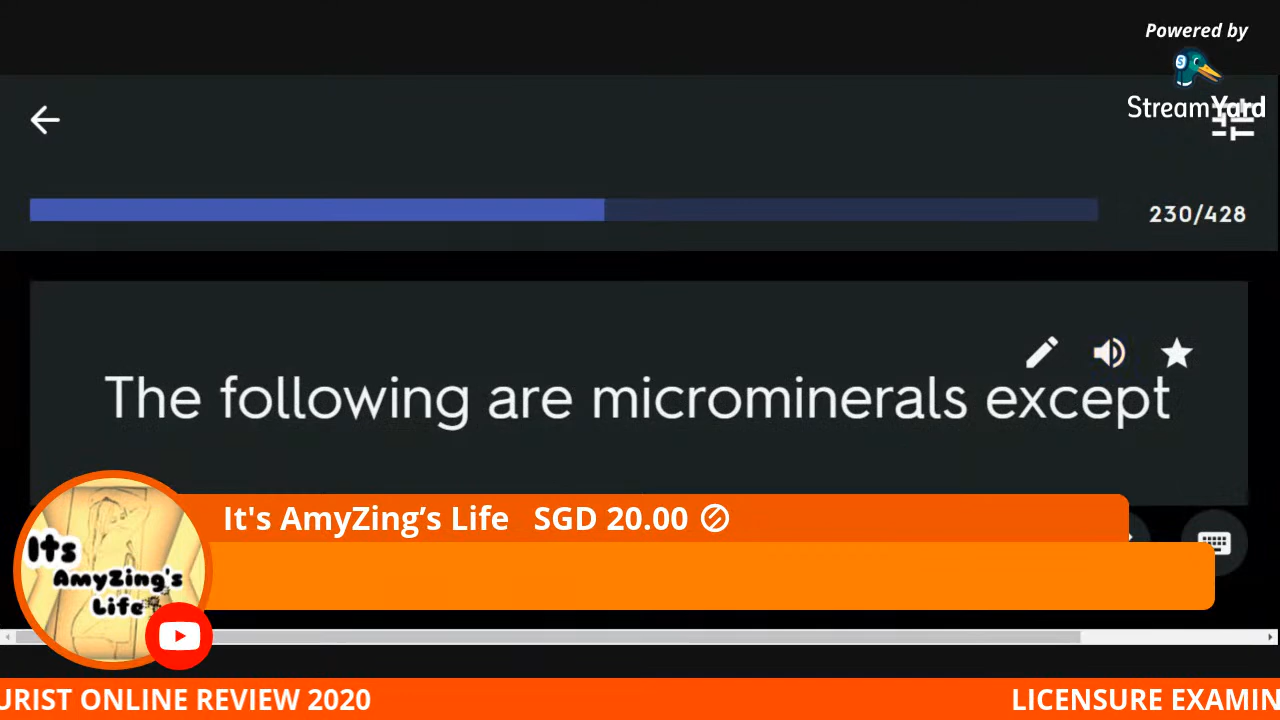 Powered by
StreamYard
230/428
The following are microminerals except
It's AmyZing’s Life SGD 20.00
Its
AmyZing's
Life
URIST ONLINE REVIEW 2020
LICENSURE EXAMIN